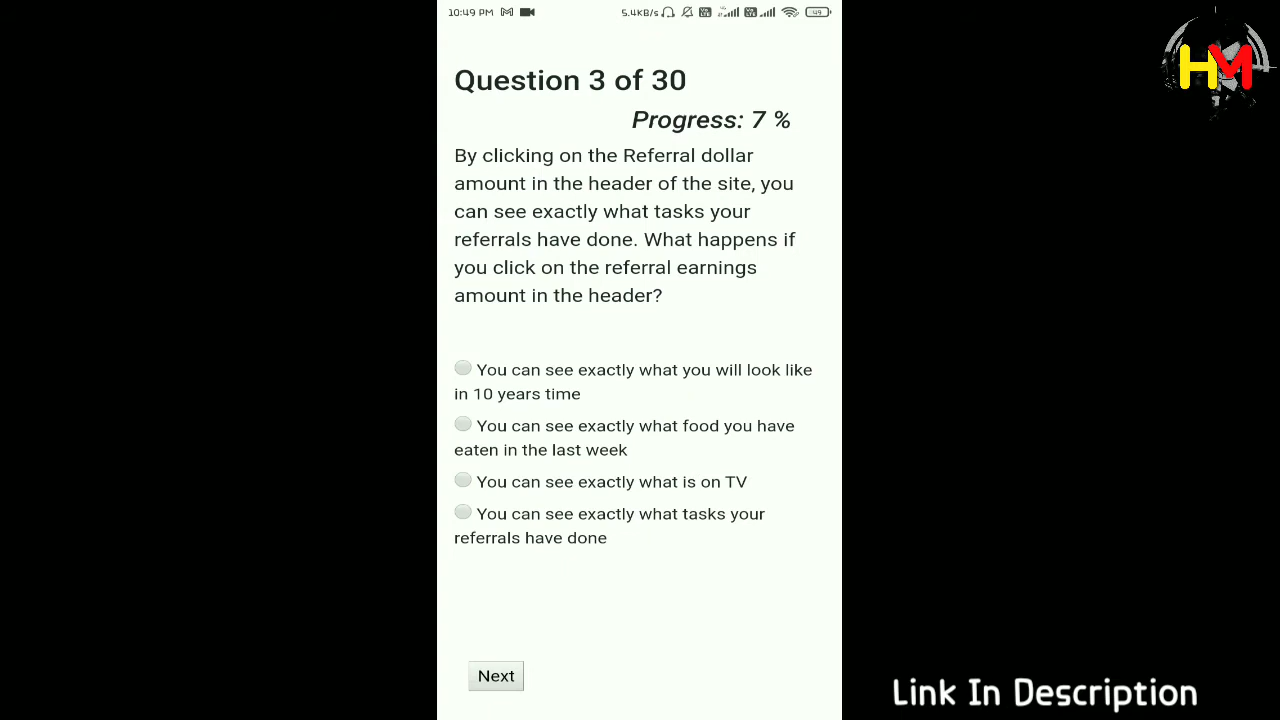 10:49 PM
5.4KB/s
49
HM
Question 3 of 30
Progress: 7 %
By clicking on the Referral dollar
amount in the header of the site, you
can see exactly what tasks your
referrals have done. What happens if
you click on the referral earnings
amount in the header?
You can see exactly what you will look like
in 10 years time
You can see exactly what food you have
eaten in the last week
You can see exactly what is on TV
You can see exactly what tasks your
referrals have done
Next
Link In Description